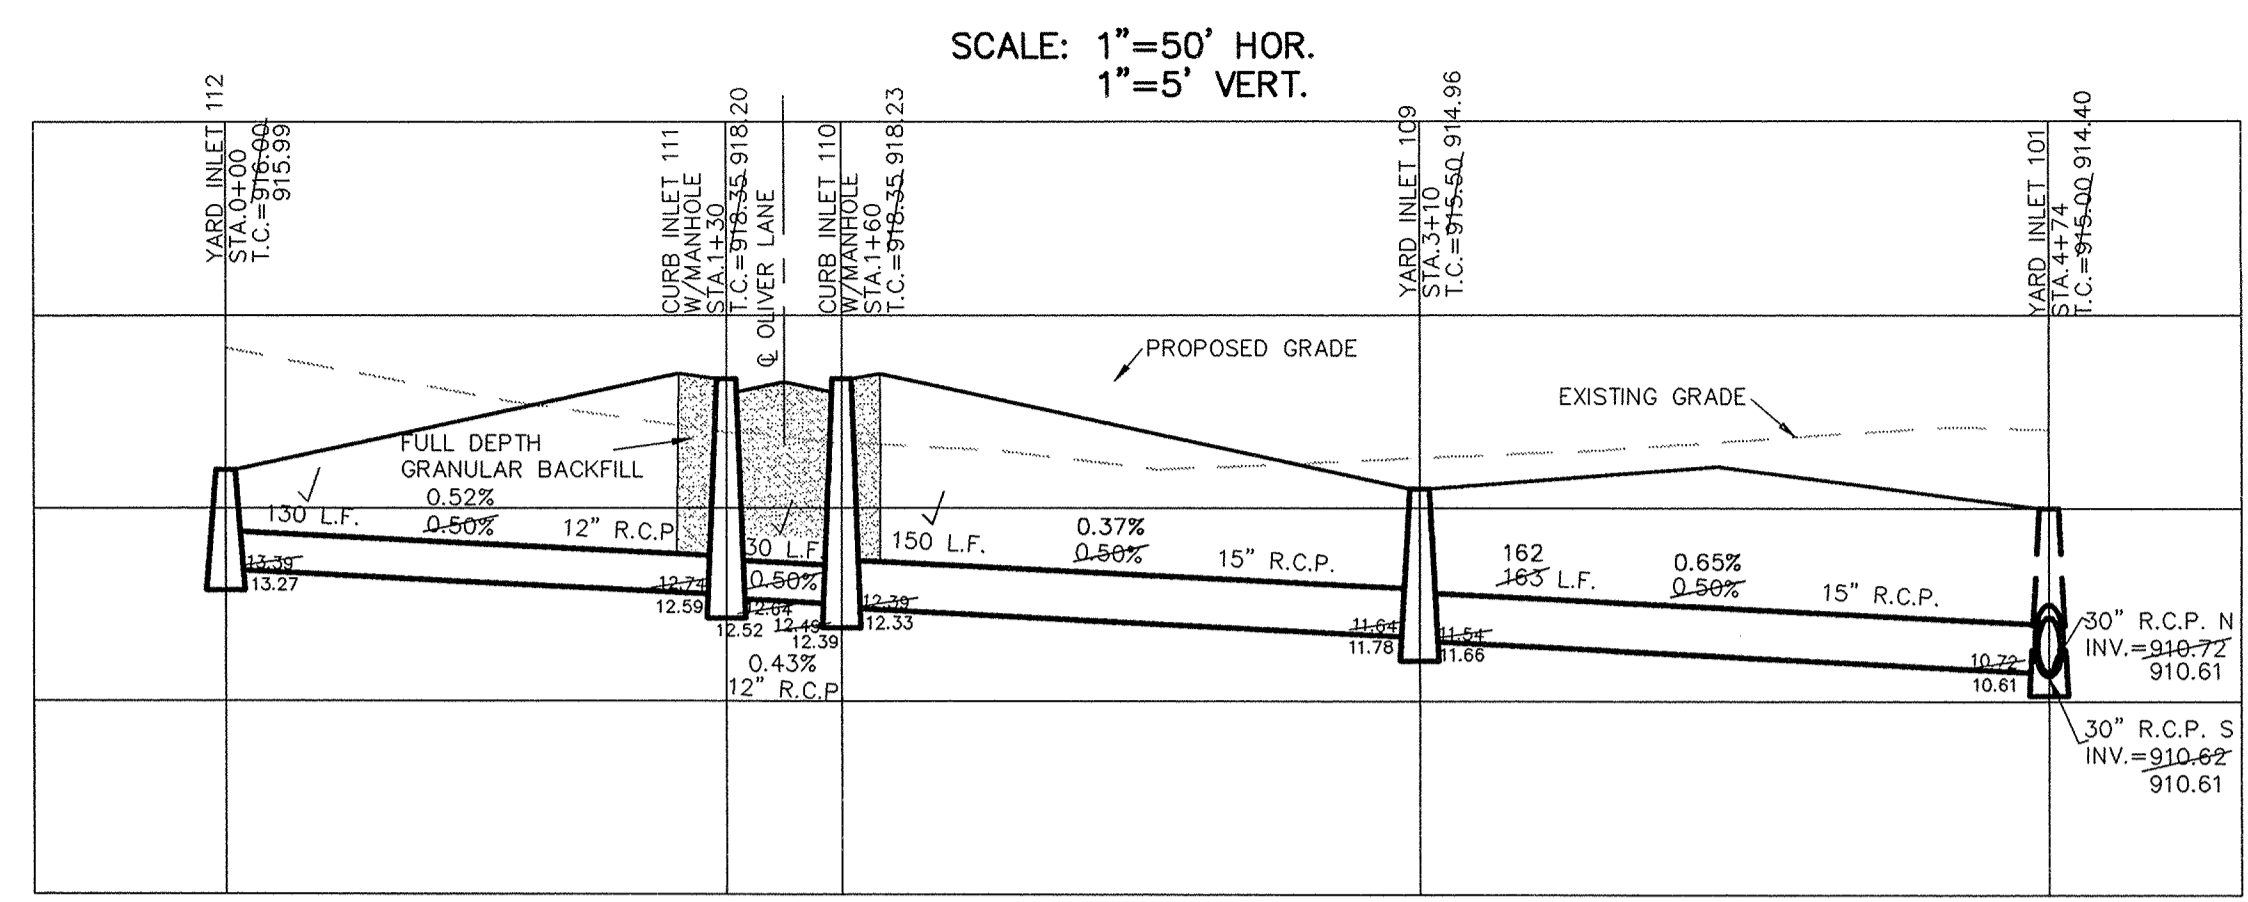 SCALE: 1"=50' HOR.
1"=5' VERT.
YARD INLET 112
STA.0+00
T.C.=916.00
915.99
CURB INLET 111
W/MANHOLE
STA.1+30
T.C.=918.35 918.20
℄ OLIVER LANE
CURB INLET 110
W/MANHOLE
STA.1+60
T.C.=918.35 918.23
YARD INLET 109
STA.3+10
T.C.=915.50 914.96
YARD INLET 101
STA.4+74
T.C.=915.00 914.40
PROPOSED GRADE
EXISTING GRADE
FULL DEPTH
GRANULAR BACKFILL
130 L.F.
0.52%
0.50%
12" R.C.P.
30 L.F.
0.50%
150 L.F.
0.37%
0.50%
15" R.C.P.
162
163 L.F.
0.65%
0.50%
15" R.C.P.
13.39
13.27
12.74
12.59
12.64
12.52
12.49
12.39
12.39
12.33
0.43%
12" R.C.P.
11.64
11.78
11.54
11.66
10.72
10.61
30" R.C.P. N
INV.=910.72
910.61
30" R.C.P. S
INV.=910.62
910.61